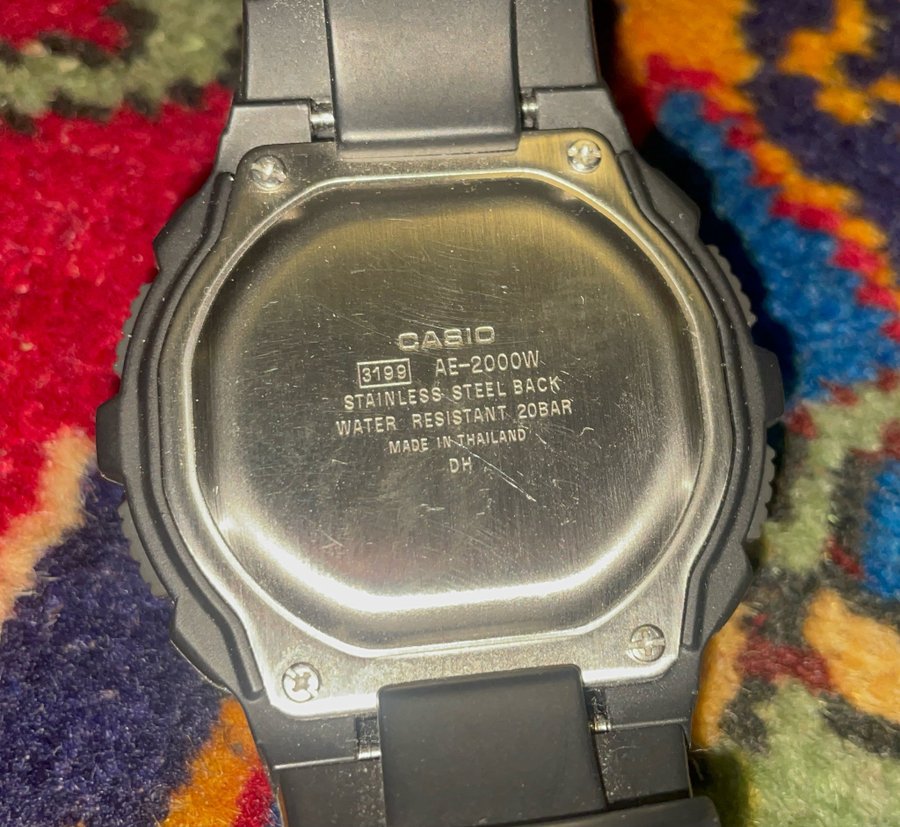 CASIO
3199 AE-2000W
STAINLESS STEEL BACK
WATER RESISTANT 20BAR
MADE IN THAILAND
DH